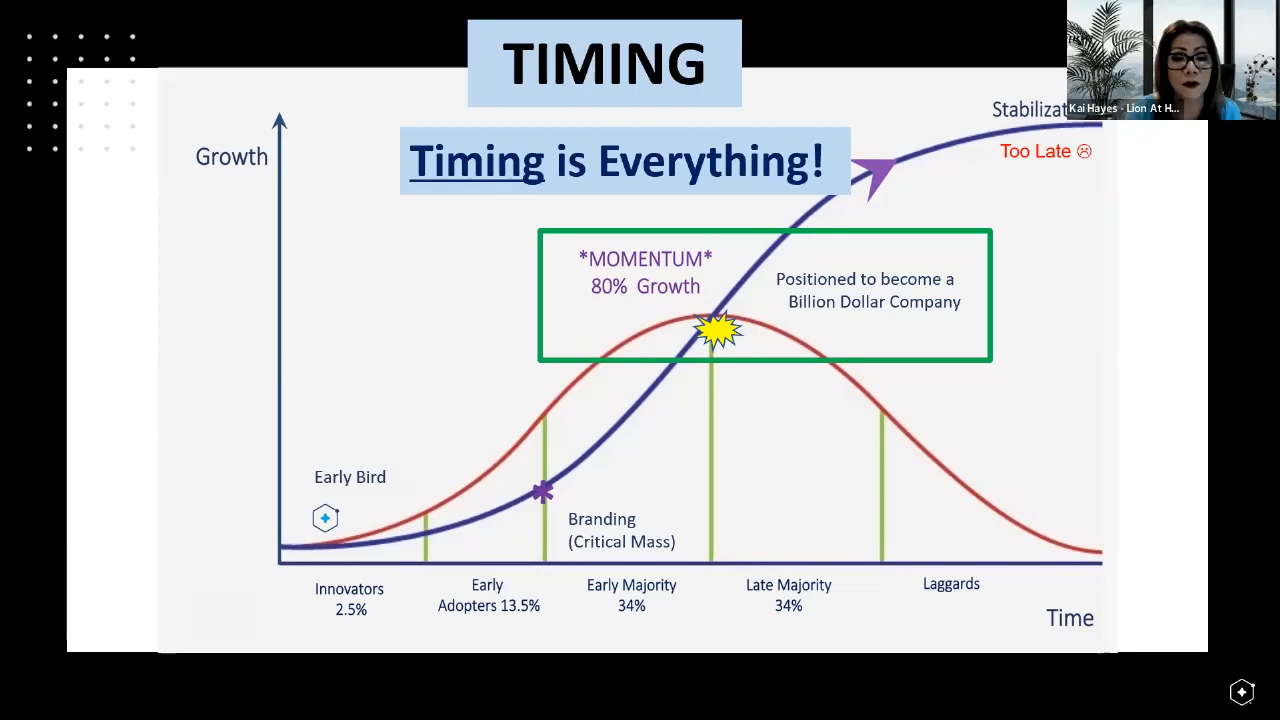 TIMING
Timing is Everything!
Growth
Kai Hayes - Lion At H...
Too Late ☹
*MOMENTUM*
80% Growth
Positioned to become a
Billion Dollar Company
Early Bird
Branding
(Critical Mass)
Innovators
2.5%
Early
Adopters 13.5%
Early Majority
34%
Late Majority
34%
Laggards
Time